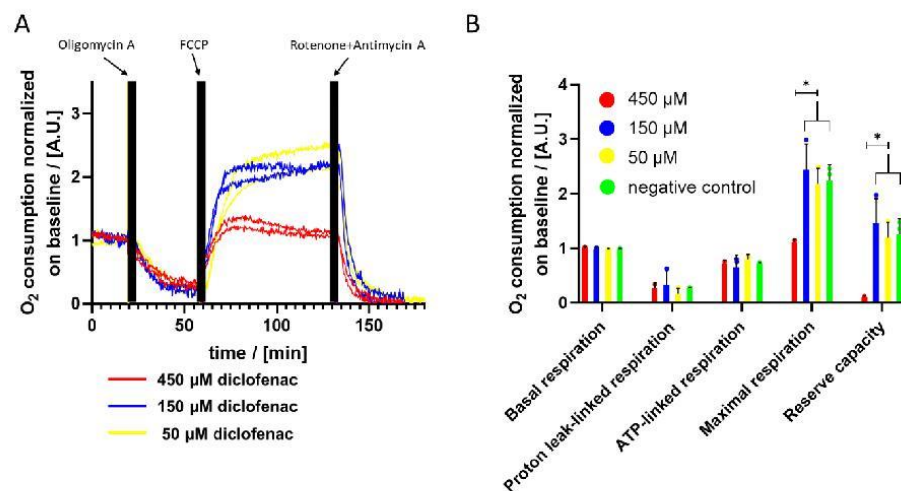 A
Oligomycin A
FCCP
Rotenone+Antimycin A
O2 consumption normalized
on baseline / [A.U.]
3
2
1
0
0
50
100
150
time / [min]
450 µM diclofenac
150 µM diclofenac
50 µM diclofenac
B
O2 consumption normalized
on baseline / [A.U.]
4
3
2
1
0
450 µM
150 µM
50 µM
negative control
*
*
Basal respiration
Proton leak-linked respiration
ATP-linked respiration
Maximal respiration
Reserve capacity